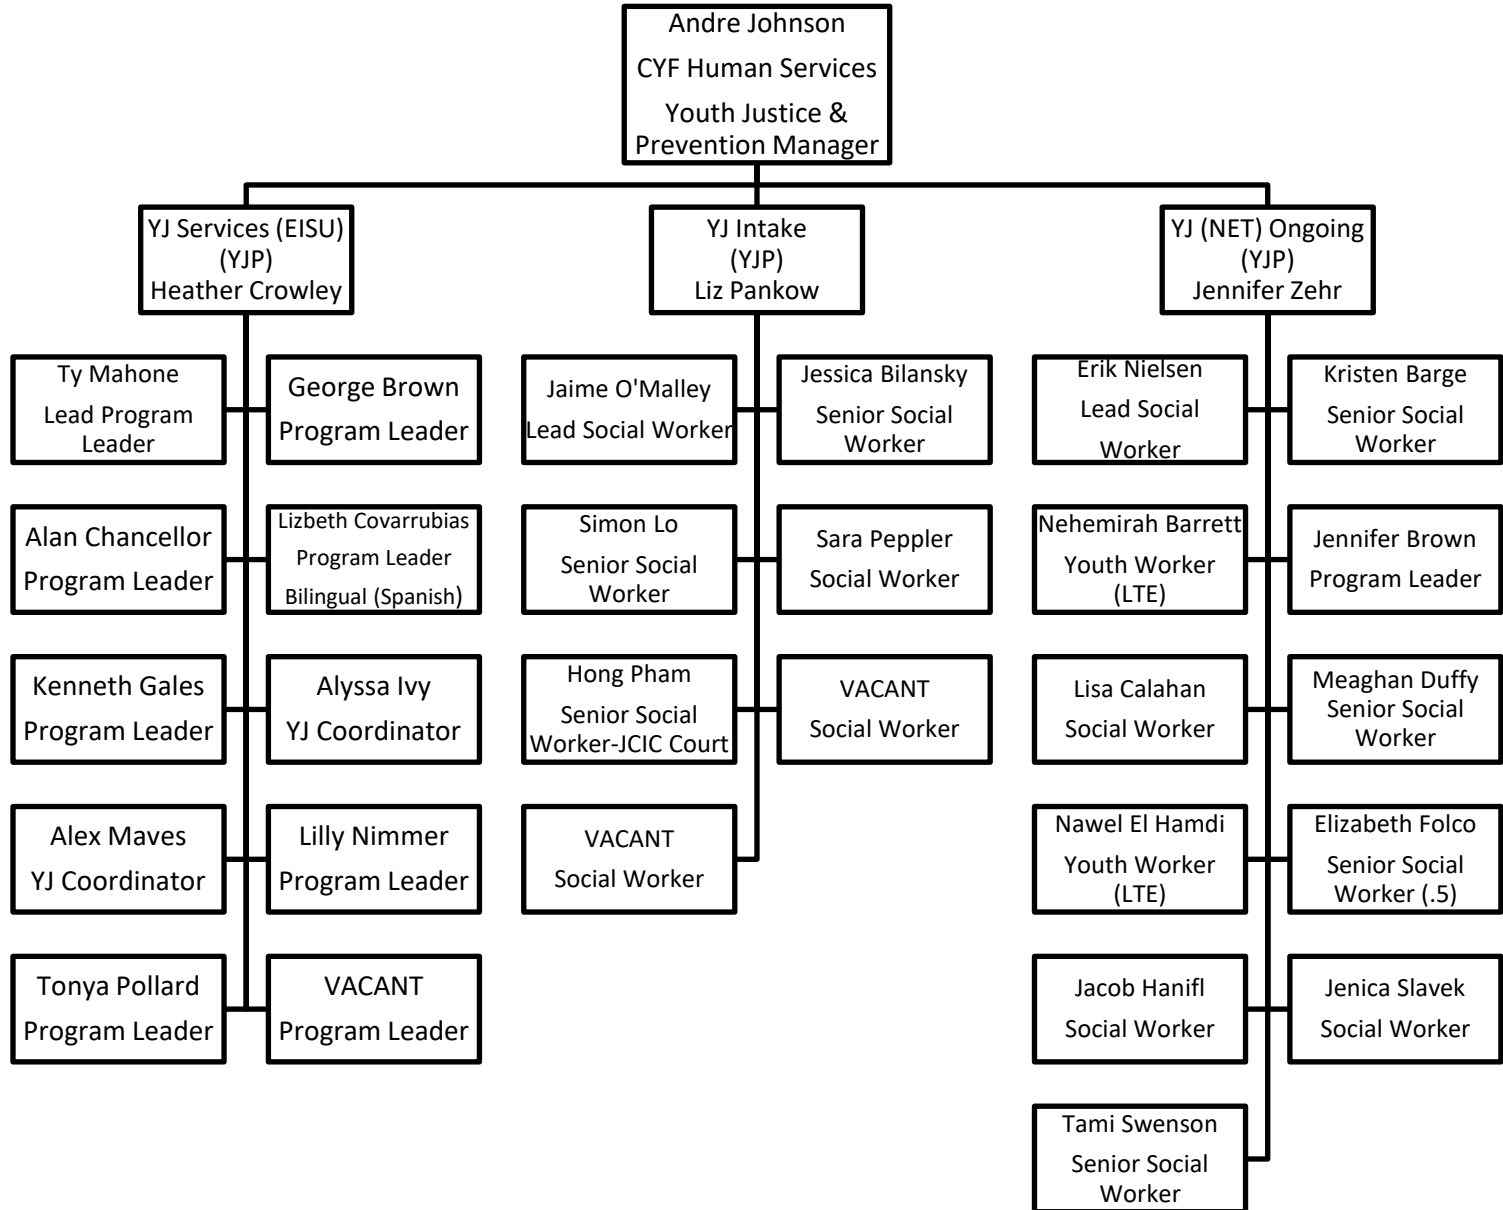 Andre Johnson
CYF Human Services
Youth Justice &
Prevention Manager
YJ Services (EISU)
(YJP)
Heather Crowley
YJ Intake
(YJP)
Liz Pankow
YJ (NET) Ongoing
(YJP)
Jennifer Zehr
Ty Mahone
Lead Program
Leader
George Brown
Program Leader
Alan Chancellor
Program Leader
Lizbeth Covarrubias
Program Leader
Bilingual (Spanish)
Kenneth Gales
Program Leader
Alyssa Ivy
YJ Coordinator
Alex Maves
YJ Coordinator
Lilly Nimmer
Program Leader
Tonya Pollard
Program Leader
VACANT
Program Leader
Jaime O'Malley
Lead Social Worker
Jessica Bilansky
Senior Social
Worker
Simon Lo
Senior Social
Worker
Sara Peppler
Social Worker
Hong Pham
Senior Social
Worker-JCIC Court
VACANT
Social Worker
VACANT
Social Worker
Erik Nielsen
Lead Social
Worker
Kristen Barge
Senior Social
Worker
Nehemirah Barrett
Youth Worker
(LTE)
Jennifer Brown
Program Leader
Lisa Calahan
Social Worker
Meaghan Duffy
Senior Social
Worker
Nawel El Hamdi
Youth Worker
(LTE)
Elizabeth Folco
Senior Social
Worker (.5)
Jacob Hanifl
Social Worker
Jenica Slavek
Social Worker
Tami Swenson
Senior Social
Worker